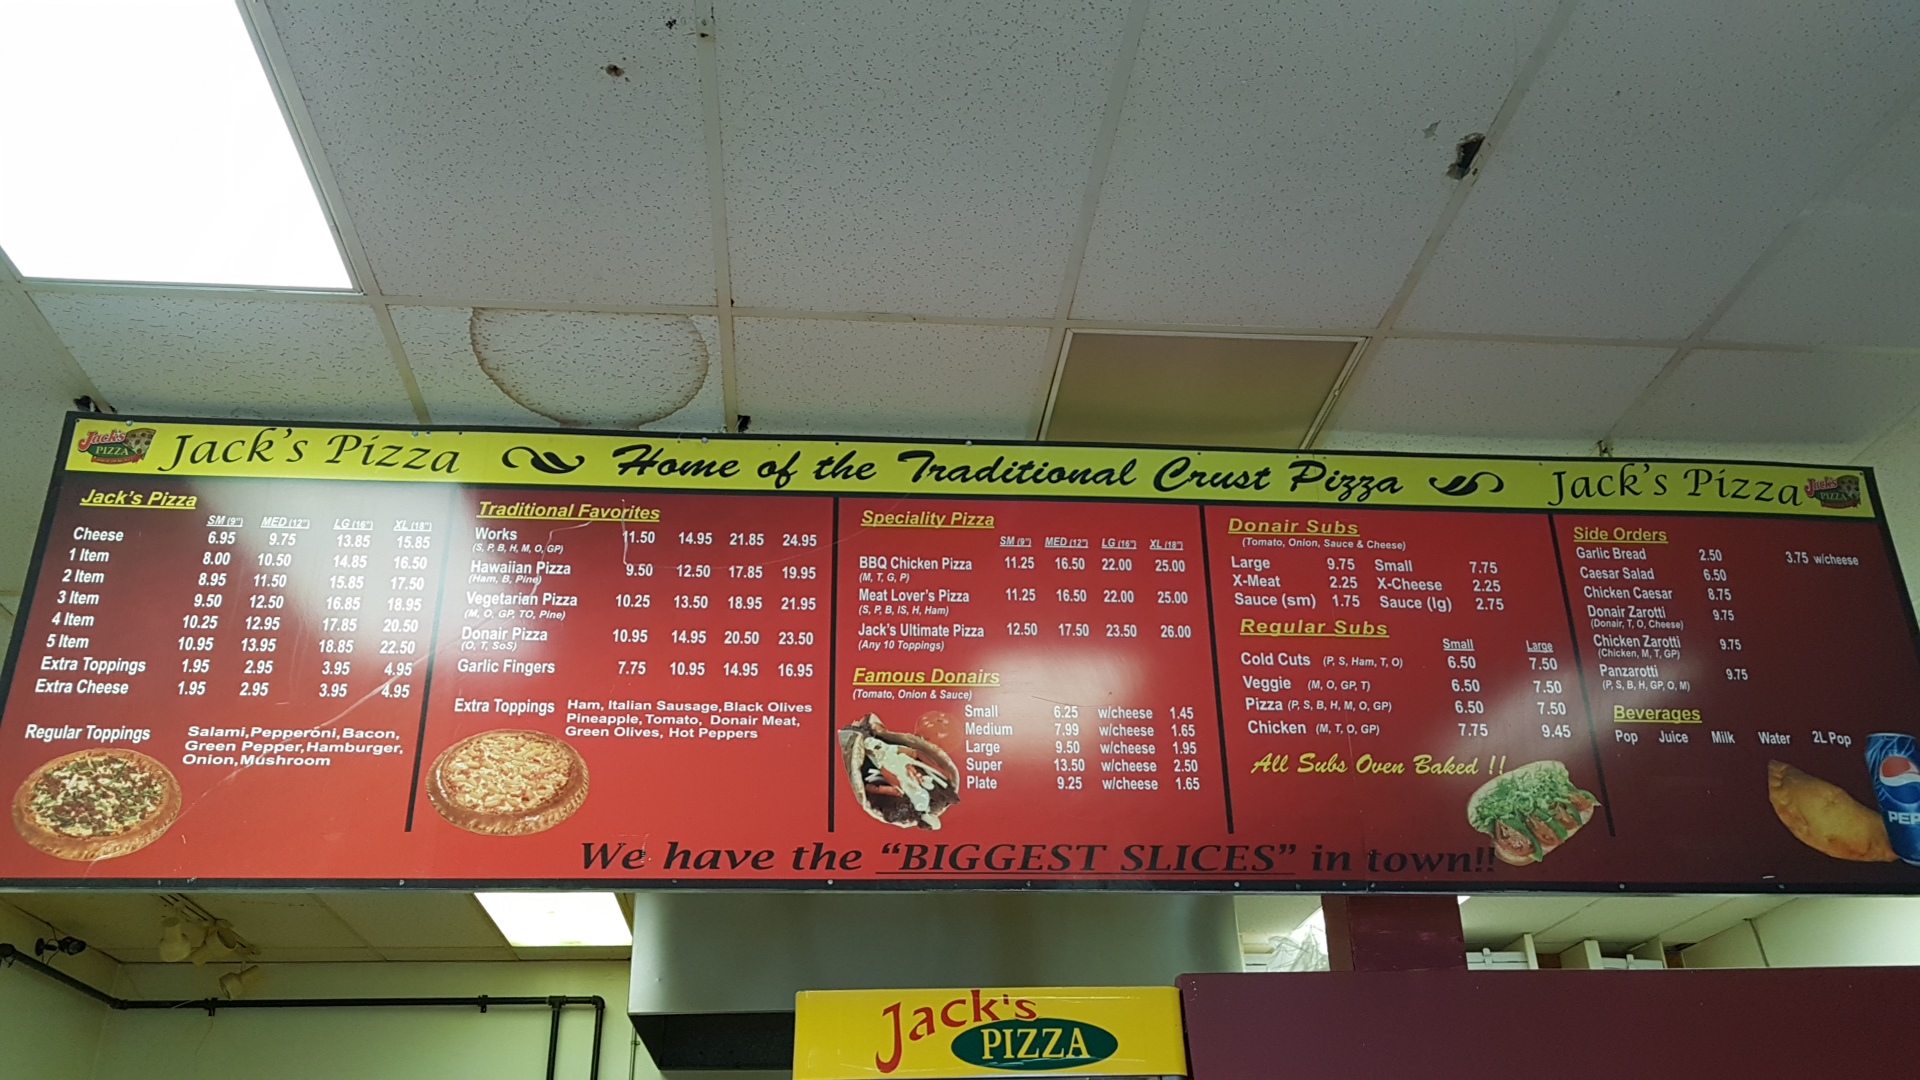 Jack's PIZZA Jack's Pizza Home of the Traditional Crust Pizza Jack's Pizza Jack's PIZZA
Jack's Pizza
SM (9") MED (12") LG (16") XL (18")
Cheese 6.95 9.75 13.85 15.85
1 Item 8.00 10.50 14.85 16.50
2 Item 8.95 11.50 15.85 17.50
3 Item 9.50 12.50 16.85 18.95
4 Item 10.25 12.95 17.85 20.50
5 Item 10.95 13.95 18.85 22.50
Extra Toppings 1.95 2.95 3.95 4.95
Extra Cheese 1.95 2.95 3.95 4.95
Regular Toppings Salami,Pepperoni,Bacon,
Green Pepper,Hamburger,
Onion,Mushroom
Traditional Favorites
Works 11.50 14.95 21.85 24.95
(S, P, B, H, M, O, GP)
Hawaiian Pizza 9.50 12.50 17.85 19.95
(Ham, B, Pine)
Vegetarian Pizza 10.25 13.50 18.95 21.95
(M, O, GP, TO, Pine)
Donair Pizza 10.95 14.95 20.50 23.50
(O, T, SoS)
Garlic Fingers 7.75 10.95 14.95 16.95
Extra Toppings Ham, Italian Sausage,Black Olives
Pineapple, Tomato, Donair Meat,
Green Olives, Hot Peppers
Speciality Pizza
SM (9") MED (12") LG (16") XL (18")
BBQ Chicken Pizza 11.25 16.50 22.00 25.00
(M, T, G, P)
Meat Lover's Pizza 11.25 16.50 22.00 25.00
(S, P, B, IS, H, Ham)
Jack's Ultimate Pizza 12.50 17.50 23.50 26.00
(Any 10 Toppings)
Famous Donairs
(Tomato, Onion & Sauce)
Small 6.25 w/cheese 1.45
Medium 7.99 w/cheese 1.65
Large 9.50 w/cheese 1.95
Super 13.50 w/cheese 2.50
Plate 9.25 w/cheese 1.65
Donair Subs
(Tomato, Onion, Sauce & Cheese)
Large 9.75 Small 7.75
X-Meat 2.25 X-Cheese 2.25
Sauce (sm) 1.75 Sauce (lg) 2.75
Regular Subs
Small Large
Cold Cuts (P, S, Ham, T, O) 6.50 7.50
Veggie (M, O, GP, T) 6.50 7.50
Pizza (P, S, B, H, M, O, GP) 6.50 7.50
Chicken (M, T, O, GP) 7.75 9.45
All Subs Oven Baked !!
Side Orders
Garlic Bread 2.50 3.75 w/cheese
Caesar Salad 6.50
Chicken Caesar 8.75
Donair Zarotti 9.75
(Donair, T, O, Cheese)
Chicken Zarotti 9.75
(Chicken, M, T, GP)
Panzarotti 9.75
(P, S, B, H, GP, O, M)
Beverages
Pop Juice Milk Water 2L Pop
PEP
We have the "BIGGEST SLICES" in town!!
Jack's
PIZZA